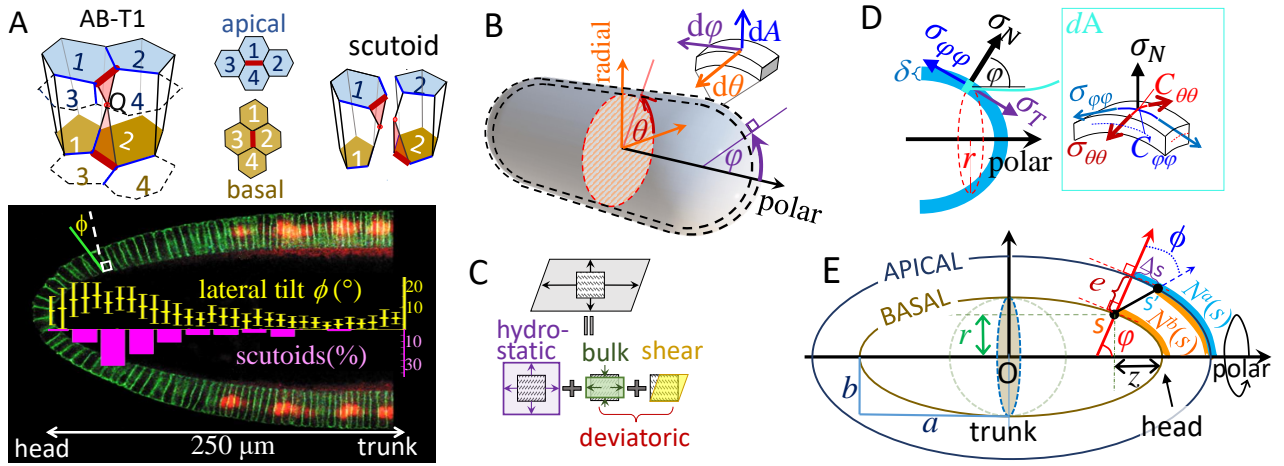 A
AB-T1
1
2
3
4
Q
1
2
3
4
apical
1
3
2
4
1
3
2
4
basal
scutoid
1
2
1
2
ϕ
lateral tilt ϕ (°)
20
10
scutoids(%)
10
30
head
250 µm
trunk
B
radial
θ
φ
polar
dφ
dA
dθ
C
hydro-
static
bulk
shear
deviatoric
D
σφφ
σN
φ
δ
σT
r
polar
dA
σN
σφφ
Cθθ
σθθ
Cφφ
E
APICAL
BASAL
ϕ
Δs
e
s'
Nᵃ(s)
s
Nᵇ(s)
r
φ
O
z
polar
b
a
trunk
head